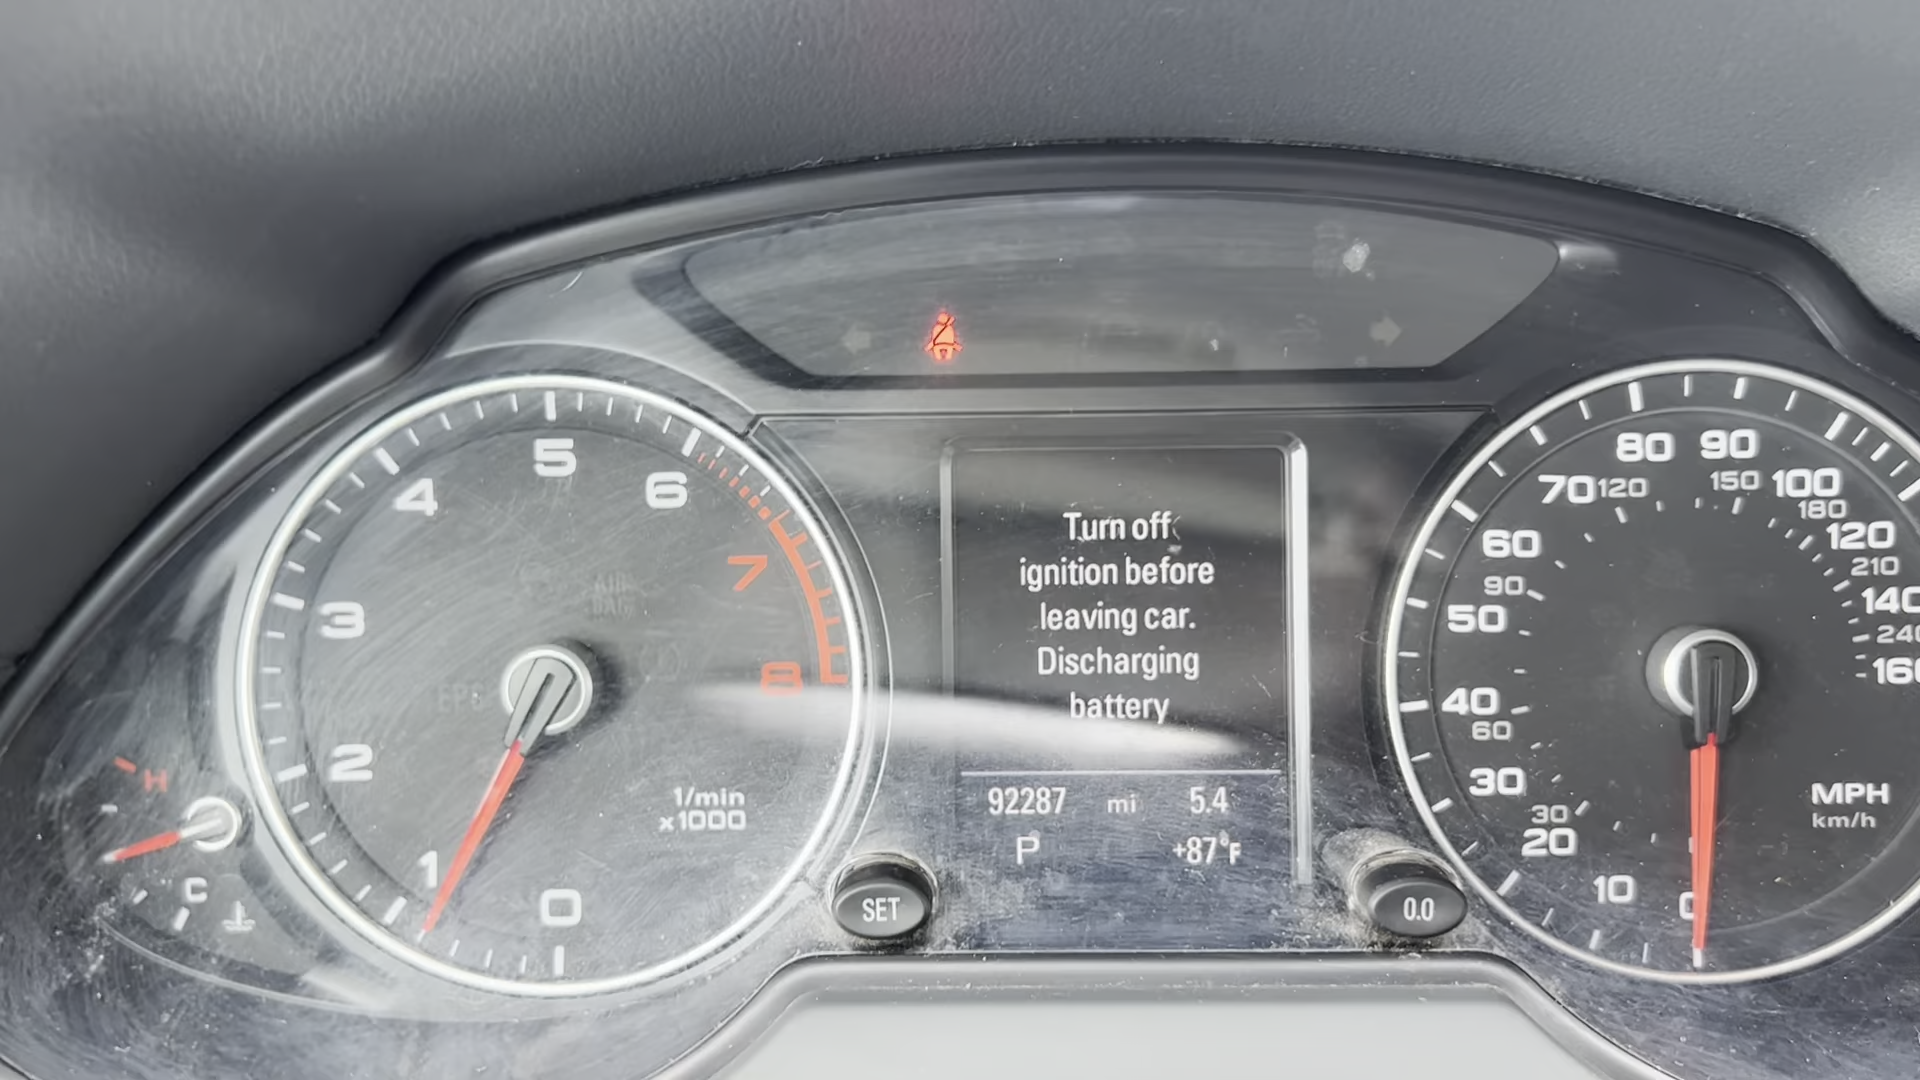 Turn off
ignition before
leaving car.
Discharging
battery
92287 mi 5.4
P +87°F
SET
0.0
0
1
2
3
4
5
6
7
8
1/min
x1000
H
C
0
10
20
30
40
50
60
70
80
90
100
120
160
30
60
90
120
150
180
210
MPH
km/h